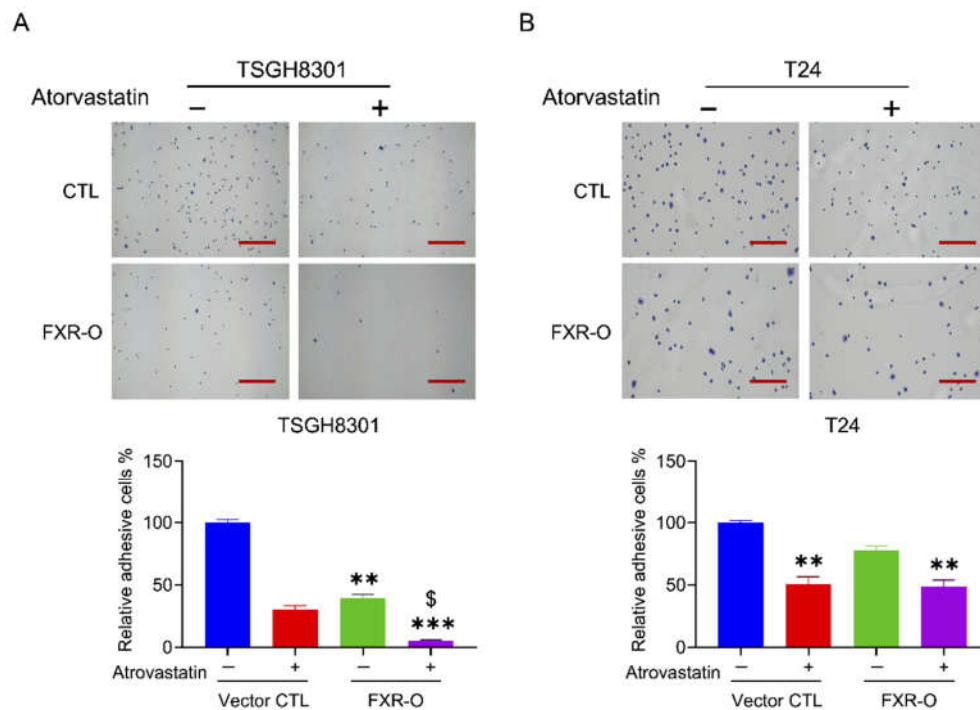 A
TSGH8301
Atorvastatin
− +
CTL
FXR-O
TSGH8301
Relative adhesive cells %
150
100
50
0
**
$
***
− + − +
Atrovastatin
Vector CTL FXR-O
B
T24
Atorvastatin
− +
CTL
FXR-O
T24
Relative adhesive cells %
150
100
50
0
**
**
− + − +
Atrovastatin
Vector CTL FXR-O